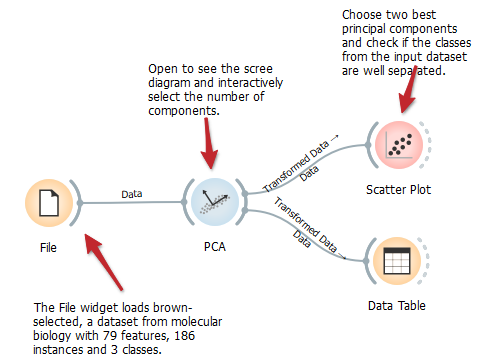 Choose two best
principal components
and check if the classes
from the input dataset
are well separated.
Open to see the scree
diagram and interactively
select the number of
components.
Transformed Data →
Data
Scatter Plot
Data
File
PCA
Transformed Data →
Data
Data Table
The File widget loads brown-
selected, a dataset from molecular
biology with 79 features, 186
instances and 3 classes.